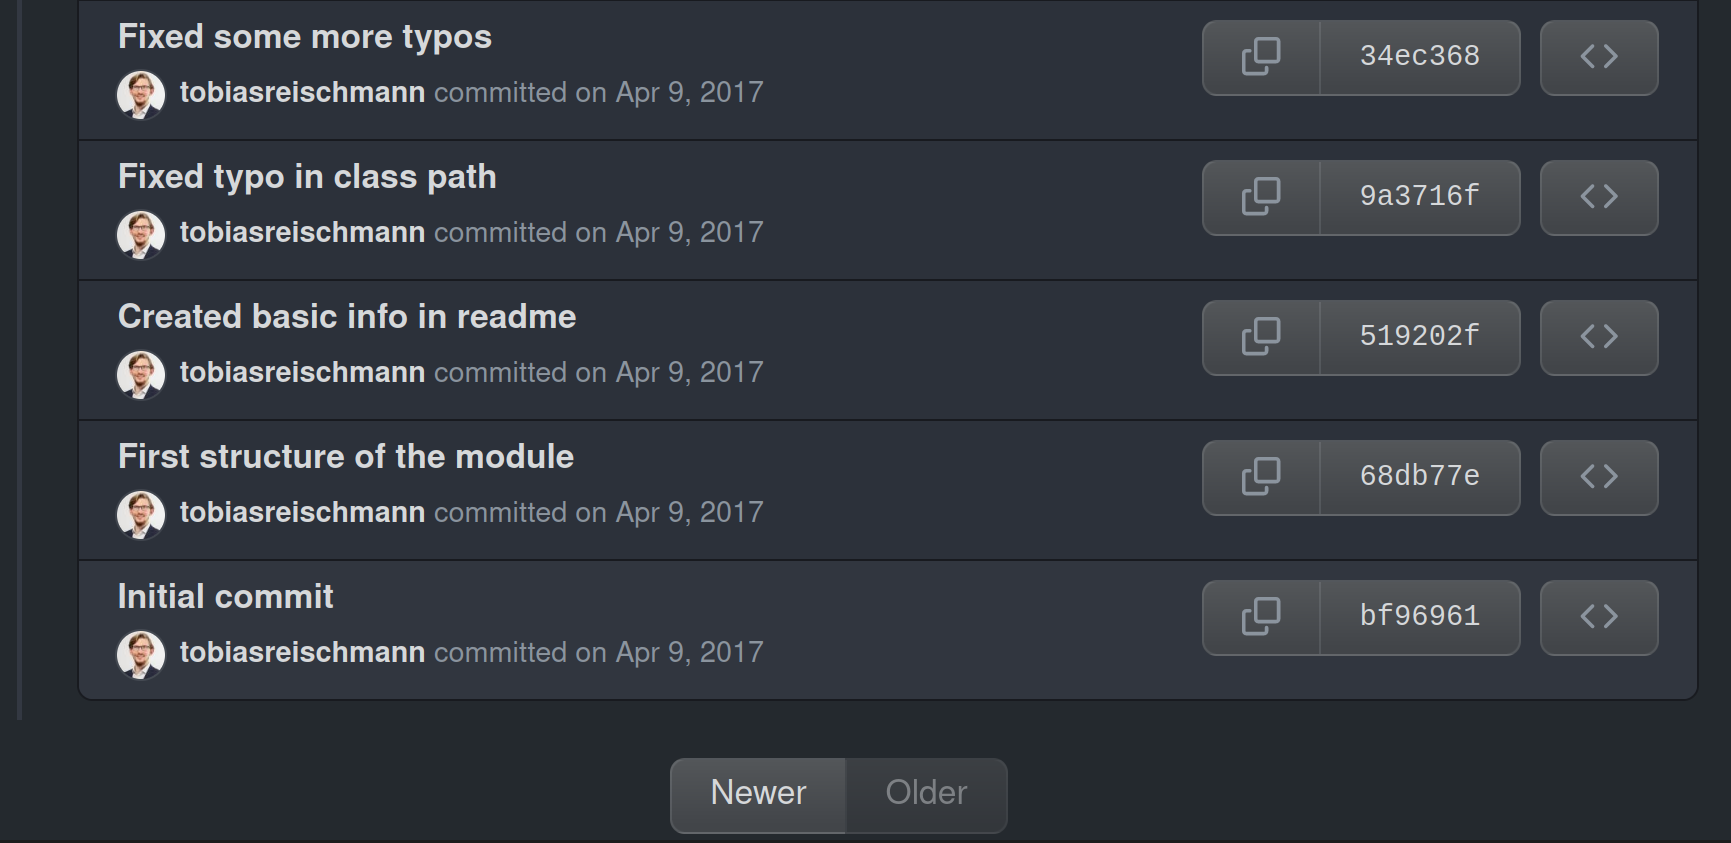 Fixed some more typos
34ec368
tobiasreischmann committed on Apr 9, 2017
Fixed typo in class path
9a3716f
tobiasreischmann committed on Apr 9, 2017
Created basic info in readme
519202f
tobiasreischmann committed on Apr 9, 2017
First structure of the module
68db77e
tobiasreischmann committed on Apr 9, 2017
Initial commit
bf96961
tobiasreischmann committed on Apr 9, 2017
Newer Older